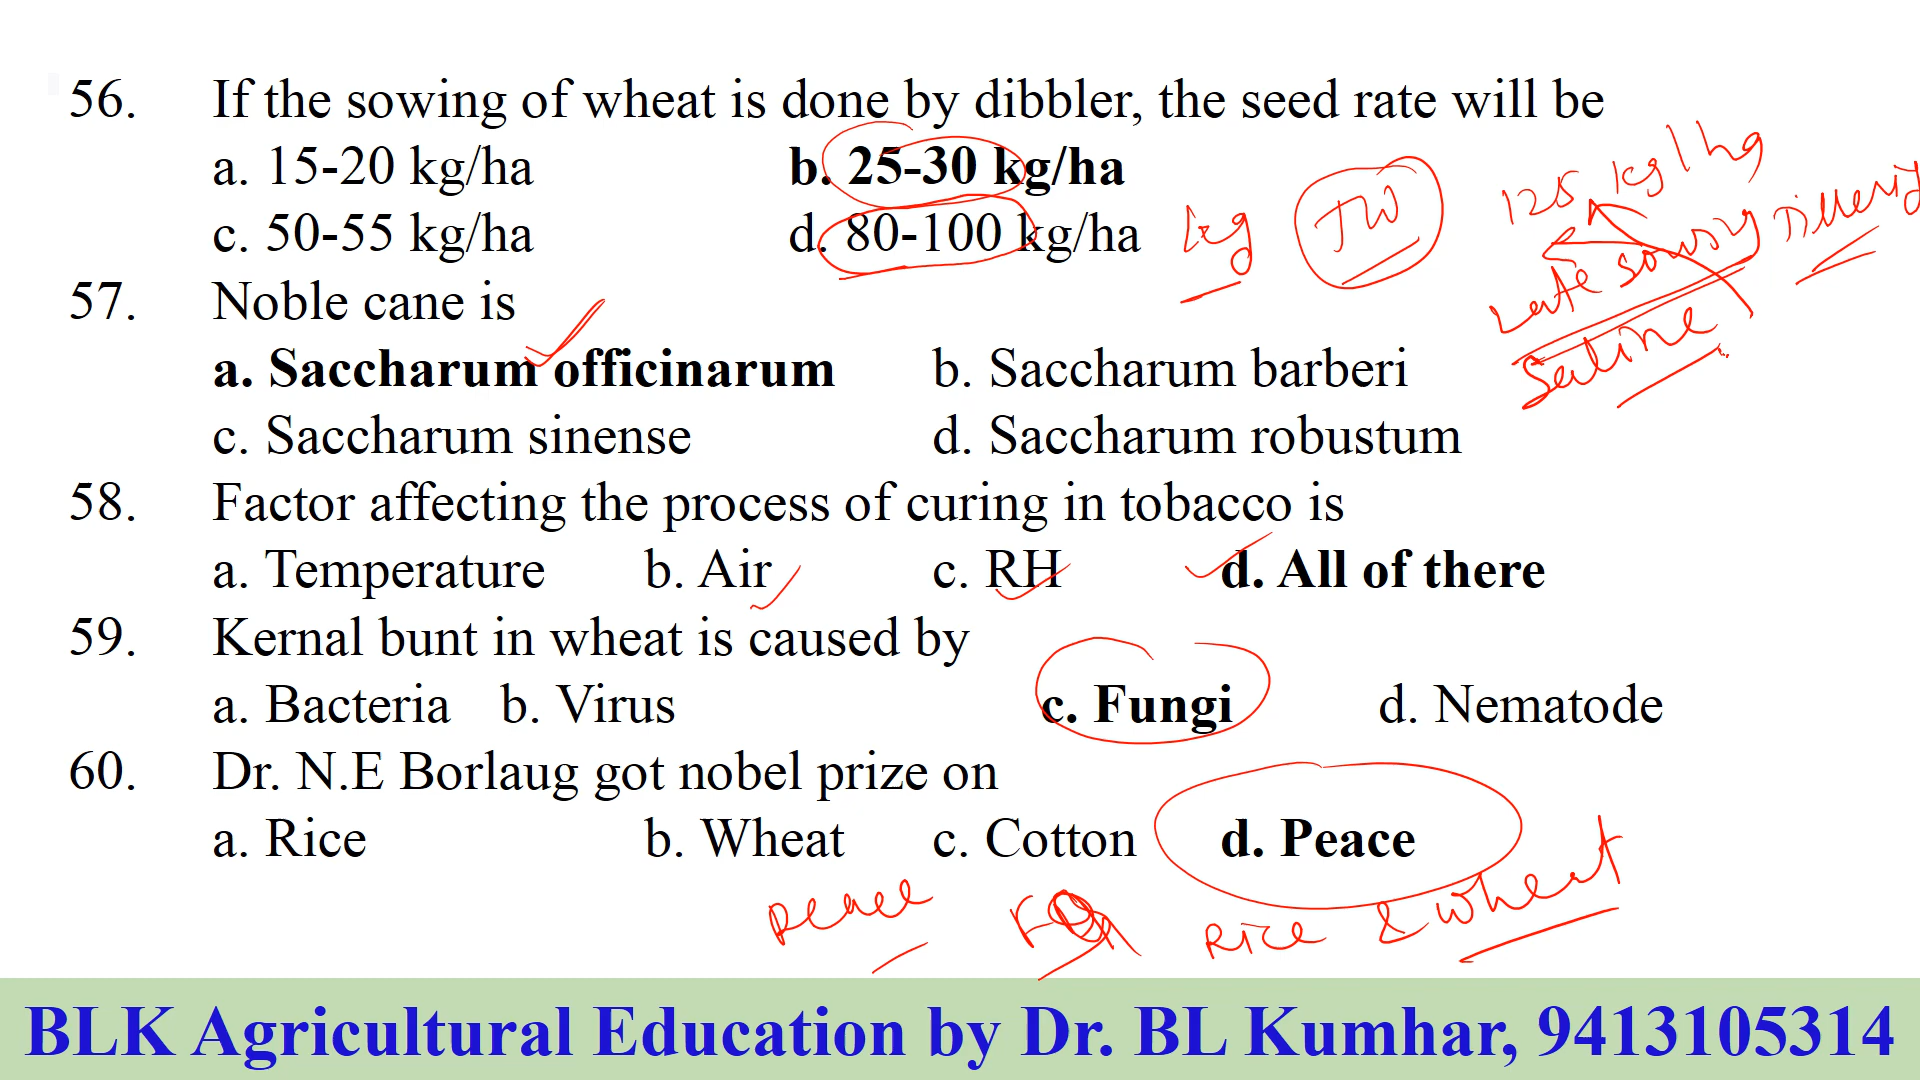 56. If the sowing of wheat is done by dibbler, the seed rate will be
a. 15-20 kg/ha b. 25-30 kg/ha
c. 50-55 kg/ha d. 80-100 kg/ha
kg TW 125 kg/hg
Late sowing Tillering
Saline
57. Noble cane is
a. Saccharum officinarum b. Saccharum barberi
c. Saccharum sinense d. Saccharum robustum
58. Factor affecting the process of curing in tobacco is
a. Temperature b. Air c. RH d. All of there
59. Kernal bunt in wheat is caused by
a. Bacteria b. Virus c. Fungi d. Nematode
60. Dr. N.E Borlaug got nobel prize on
a. Rice b. Wheat c. Cotton d. Peace
Peace Rice & wheat
BLK Agricultural Education by Dr. BL Kumhar, 9413105314